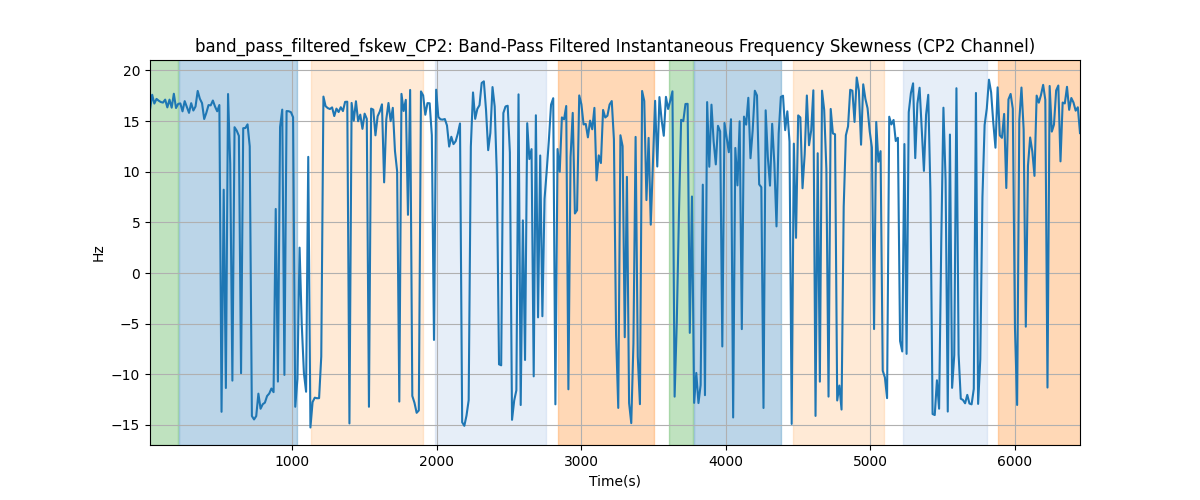 band_pass_filtered_fskew_CP2: Band-Pass Filtered Instantaneous Frequency Skewness (CP2 Channel)
20
15
10
5
0
−5
−10
−15
Hz
1000 2000 3000 4000 5000 6000
Time(s)